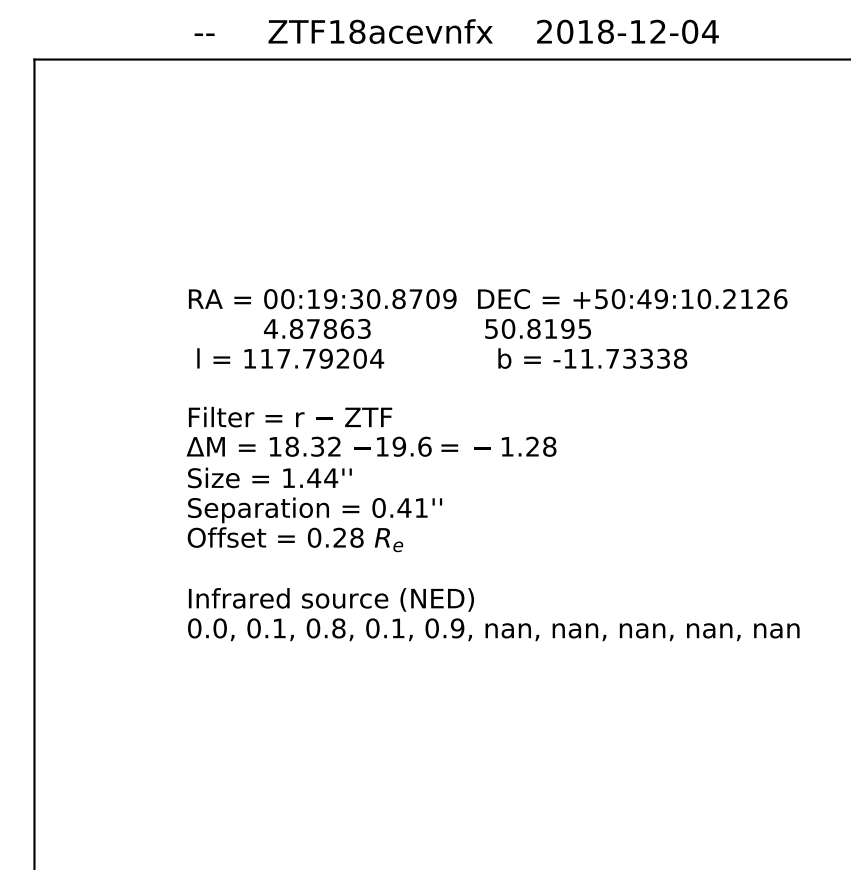 -- ZTF18acevnfx 2018-12-04
RA = 00:19:30.8709 DEC = +50:49:10.2126
4.87863 50.8195
l = 117.79204 b = -11.73338
Filter = r − ZTF
ΔM = 18.32 −19.6 = − 1.28
Size = 1.44''
Separation = 0.41''
Offset = 0.28 Re
Infrared source (NED)
0.0, 0.1, 0.8, 0.1, 0.9, nan, nan, nan, nan, nan